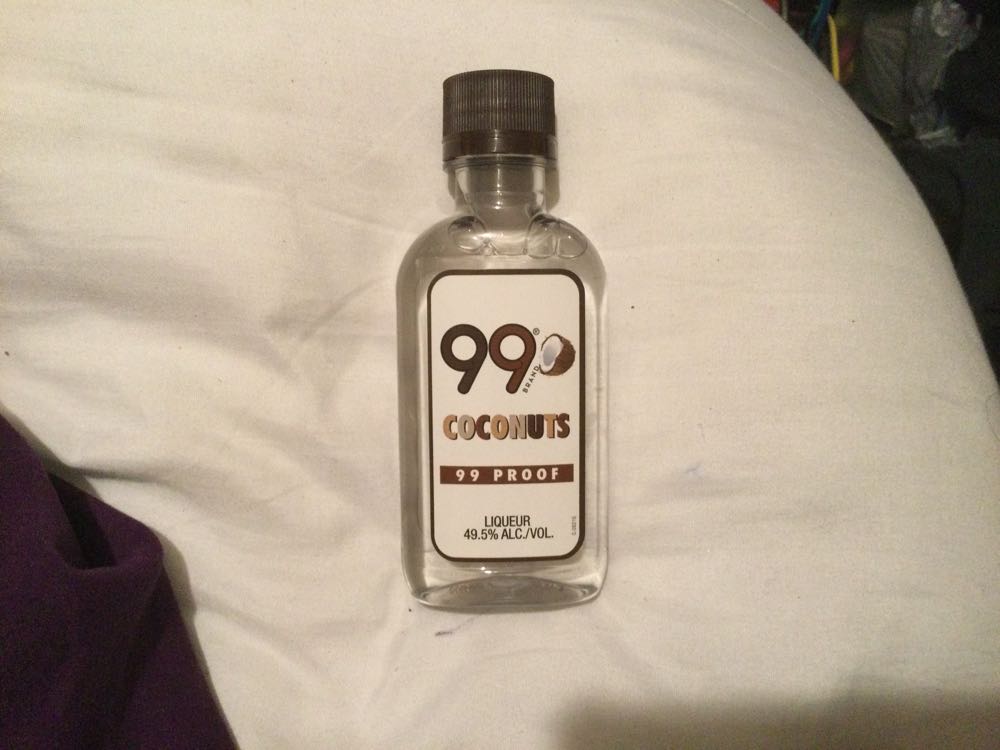 99®
BRAND
COCONUTS
99 PROOF
LIQUEUR
49.5% ALC./VOL.